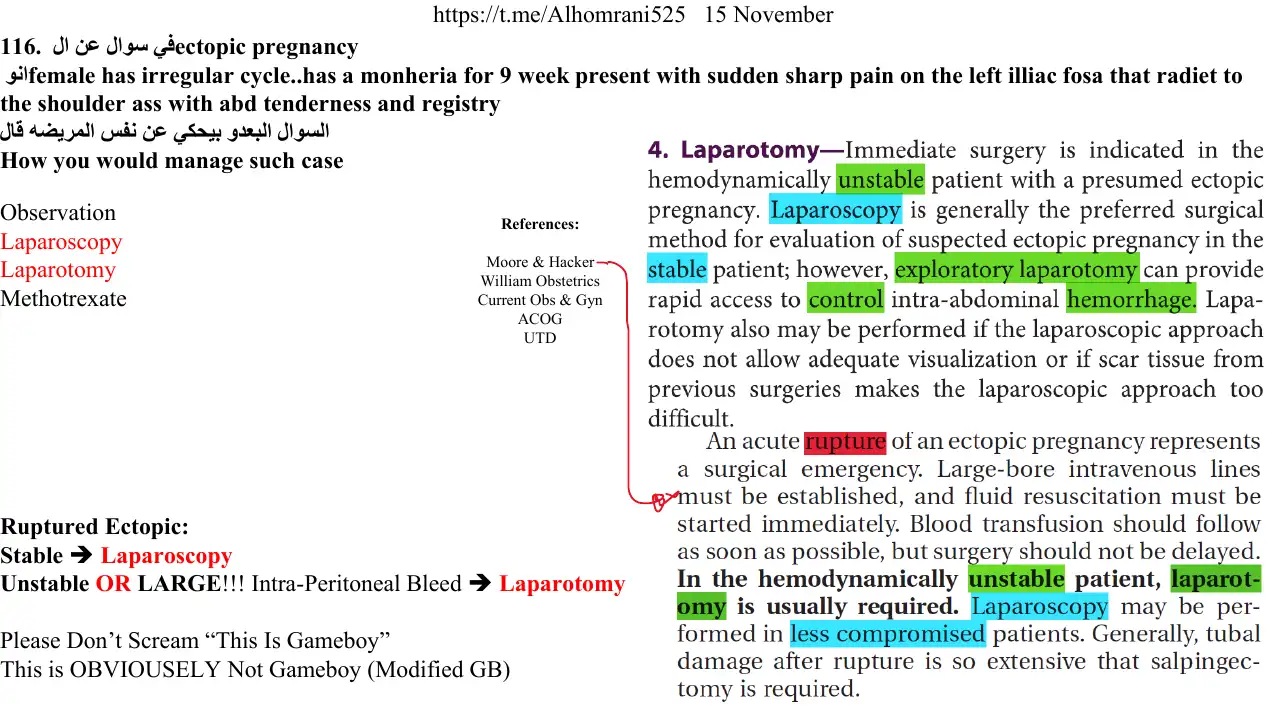 https://t.me/Alhomrani525   15 November
116. في سوال عن ال ectopic pregnancy
انو female has irregular cycle..has a monheria for 9 week present with sudden sharp pain on the left illiac fosa that radiet to
the shoulder ass with abd tenderness and registry
السوال البعدو بيحكي عن نفس المريضه قال
How you would manage such case
Observation
Laparoscopy
Laparotomy
Methotrexate
References:
Moore & Hacker
William Obstetrics
Current Obs & Gyn
ACOG
UTD
Ruptured Ectopic:
Stable ➔ Laparoscopy
Unstable OR LARGE!!! Intra-Peritoneal Bleed ➔ Laparotomy
Please Don’t Scream “This Is Gameboy”
This is OBVIOUSELY Not Gameboy (Modified GB)
4. Laparotomy—Immediate surgery is indicated in the
hemodynamically unstable patient with a presumed ectopic
pregnancy. Laparoscopy is generally the preferred surgical
method for evaluation of suspected ectopic pregnancy in the
stable patient; however, exploratory laparotomy can provide
rapid access to control intra-abdominal hemorrhage. Lapa-
rotomy also may be performed if the laparoscopic approach
does not allow adequate visualization or if scar tissue from
previous surgeries makes the laparoscopic approach too
difficult.
An acute rupture of an ectopic pregnancy represents
a surgical emergency. Large-bore intravenous lines
must be established, and fluid resuscitation must be
started immediately. Blood transfusion should follow
as soon as possible, but surgery should not be delayed.
In the hemodynamically unstable patient, laparot-
omy is usually required. Laparoscopy may be per-
formed in less compromised patients. Generally, tubal
damage after rupture is so extensive that salpingec-
tomy is required.